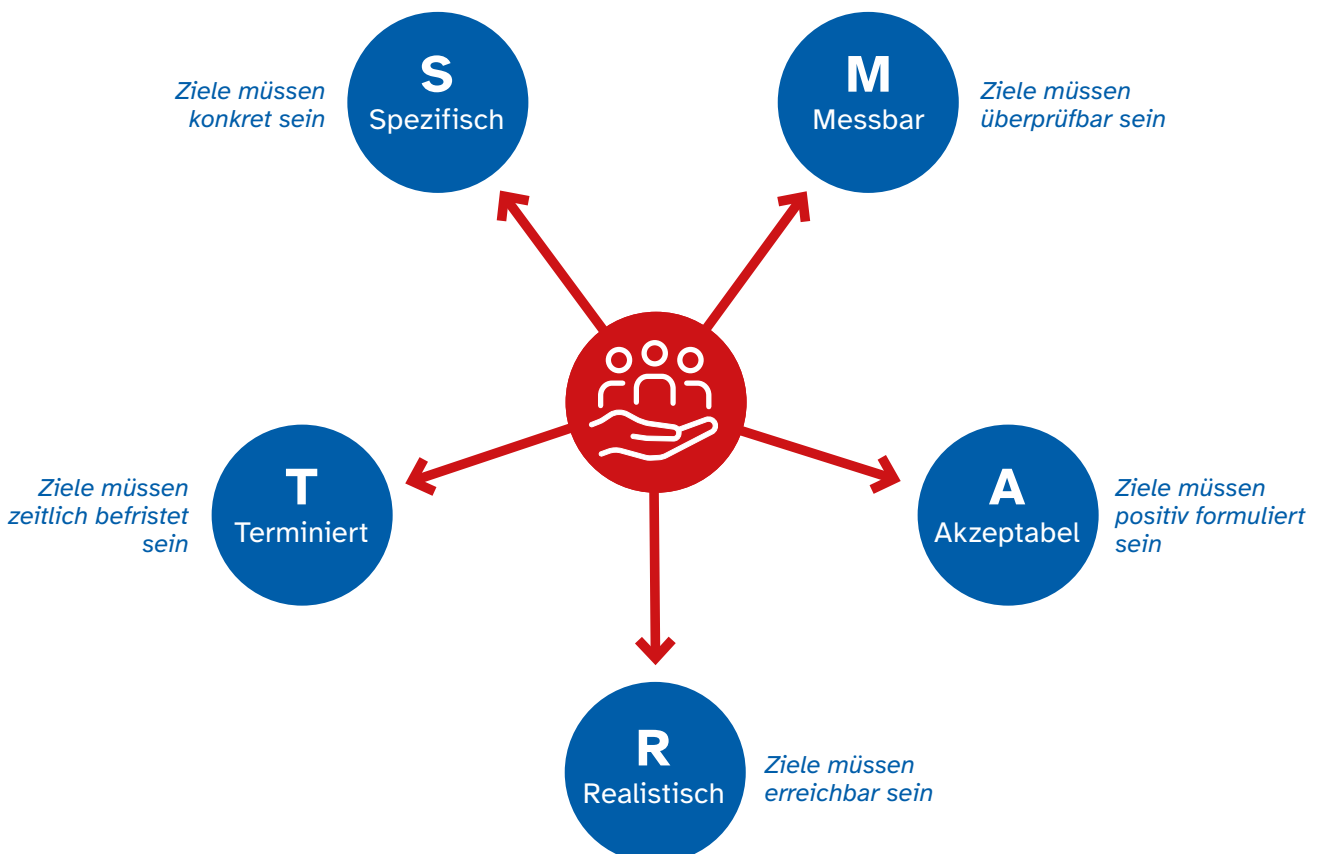 S
Spezifisch
Ziele müssen
konkret sein
M
Messbar
Ziele müssen
überprüfbar sein
A
Akzeptabel
Ziele müssen
positiv formuliert
sein
R
Realistisch
Ziele müssen
erreichbar sein
T
Terminiert
Ziele müssen
zeitlich befristet
sein